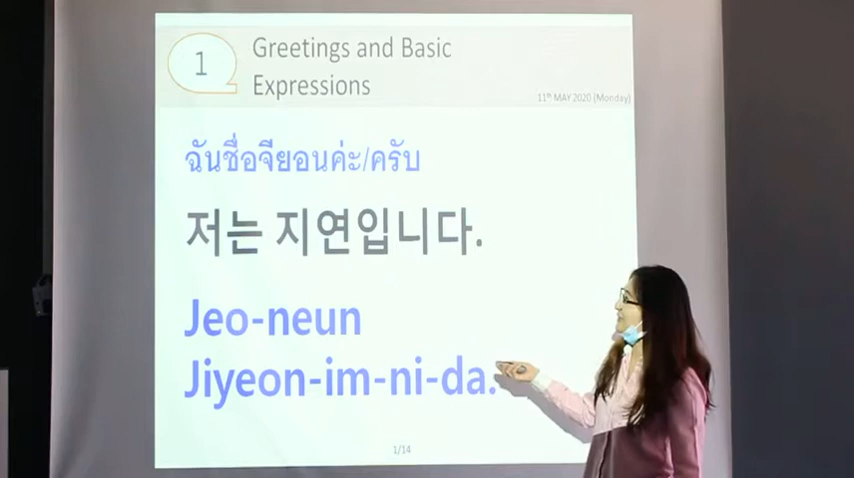 1
Greetings and Basic
Expressions
11th MAY 2020 (Monday)
ฉันชื่อจียอนค่ะ/ครับ
저는 지연입니다.
Jeo-neun
Jiyeon-im-ni-da.
1/14